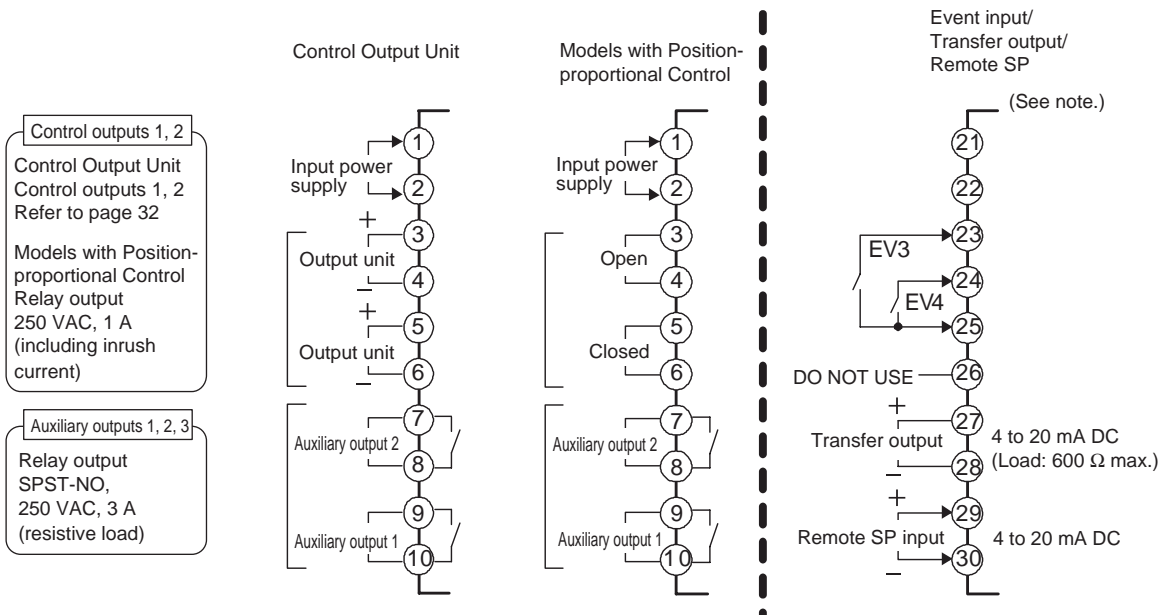 Control outputs 1, 2
Control Output Unit
Control outputs 1, 2
Refer to page 32
Models with Position-
proportional Control
Relay output
250 VAC, 1 A
(including inrush
current)
Auxiliary outputs 1, 2, 3
Relay output
SPST-NO,
250 VAC, 3 A
(resistive load)
Control Output Unit
Input power
supply
1
2
+
3
Output unit
4
–
+
5
Output unit
6
–
7
Auxiliary output 2
8
9
Auxiliary output 1
10
Models with Position-
proportional Control
Input power
supply
1
2
3
Open
4
5
Closed
6
7
Auxiliary output 2
8
9
Auxiliary output 1
10
Event input/
Transfer output/
Remote SP
(See note.)
21
22
23
EV3
24
EV4
25
DO NOT USE
26
+
27
Transfer output
4 to 20 mA DC
(Load: 600 Ω max.)
28
–
+
29
Remote SP input
4 to 20 mA DC
30
–